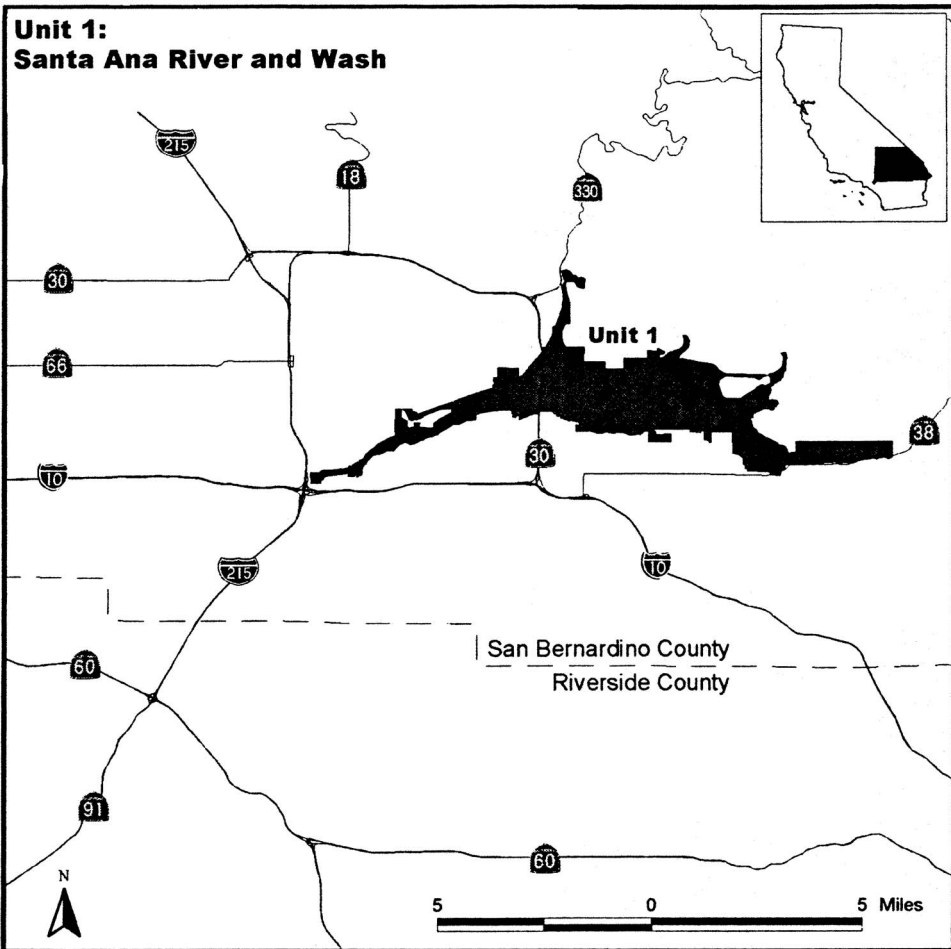 Unit 1:
Santa Ana River and Wash
215
18
330
30
Unit 1
66
38
30
10
215
10
San Bernardino County
60
Riverside County
91
60
N
5 0 5 Miles